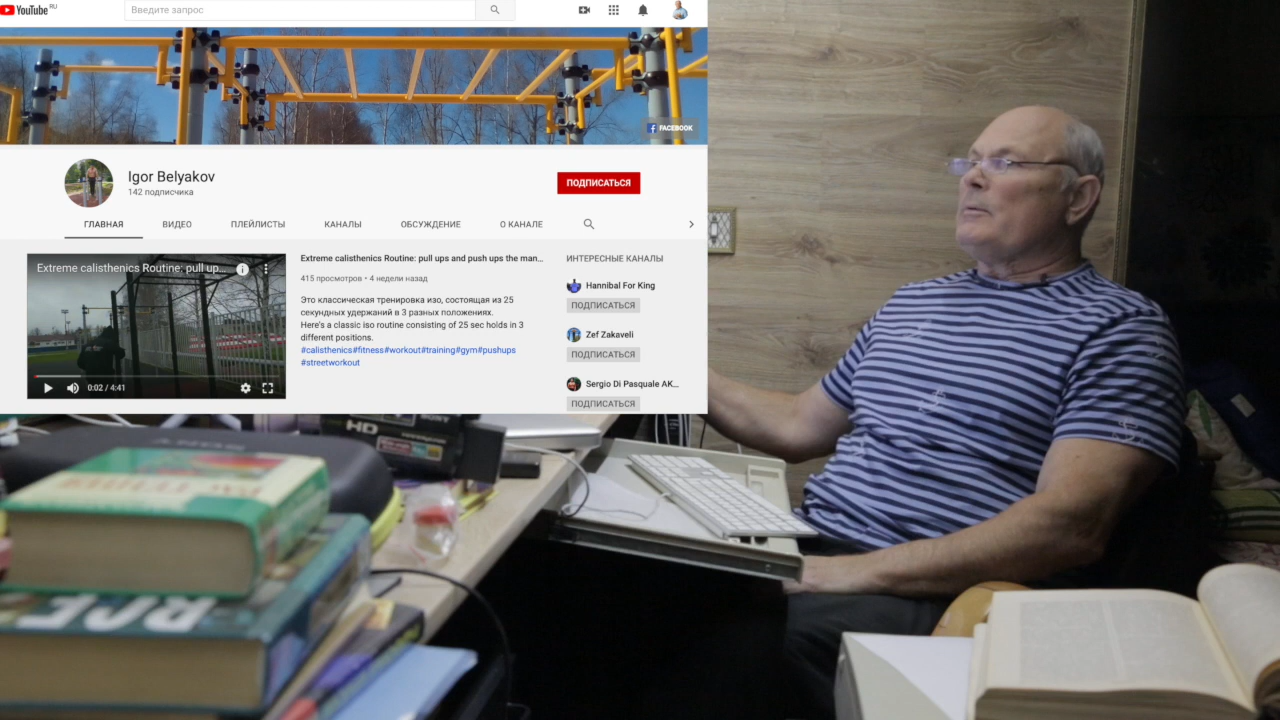 YouTube RU
Введите запрос
FACEBOOK
Igor Belyakov
142 подписчика
ПОДПИСАТЬСЯ
ГЛАВНАЯ ВИДЕО ПЛЕЙЛИСТЫ КАНАЛЫ ОБСУЖДЕНИЕ О КАНАЛЕ
Extreme calisthenics Routine: pull up...
0:02 / 4:41
Extreme calisthenics Routine: pull ups and push ups the man...
415 просмотров • 4 недели назад
Это классическая тренировка изо, состоящая из 25
секундных удержаний в 3 разных положениях.
Here's a classic iso routine consisting of 25 sec holds in 3
different positions.
#calisthenics#fitness#workout#training#gym#pushups
#streetworkout
ИНТЕРЕСНЫЕ КАНАЛЫ
Hannibal For King
ПОДПИСАТЬСЯ
Zef Zakaveli
ПОДПИСАТЬСЯ
Sergio Di Pasquale AK...
ПОДПИСАТЬСЯ
SONY
HD
SONY
ВСЕ